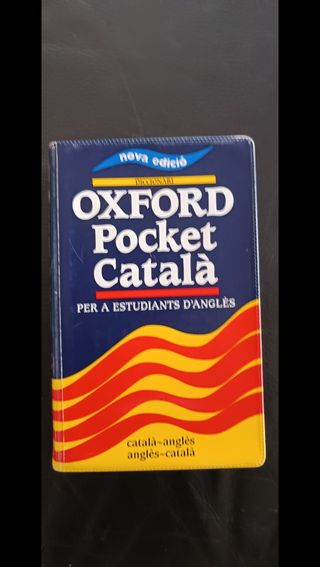 nova edició
DICCIONARI
OXFORD
Pocket
Català
PER A ESTUDIANTS D'ANGLÈS
català–anglès
anglès–català